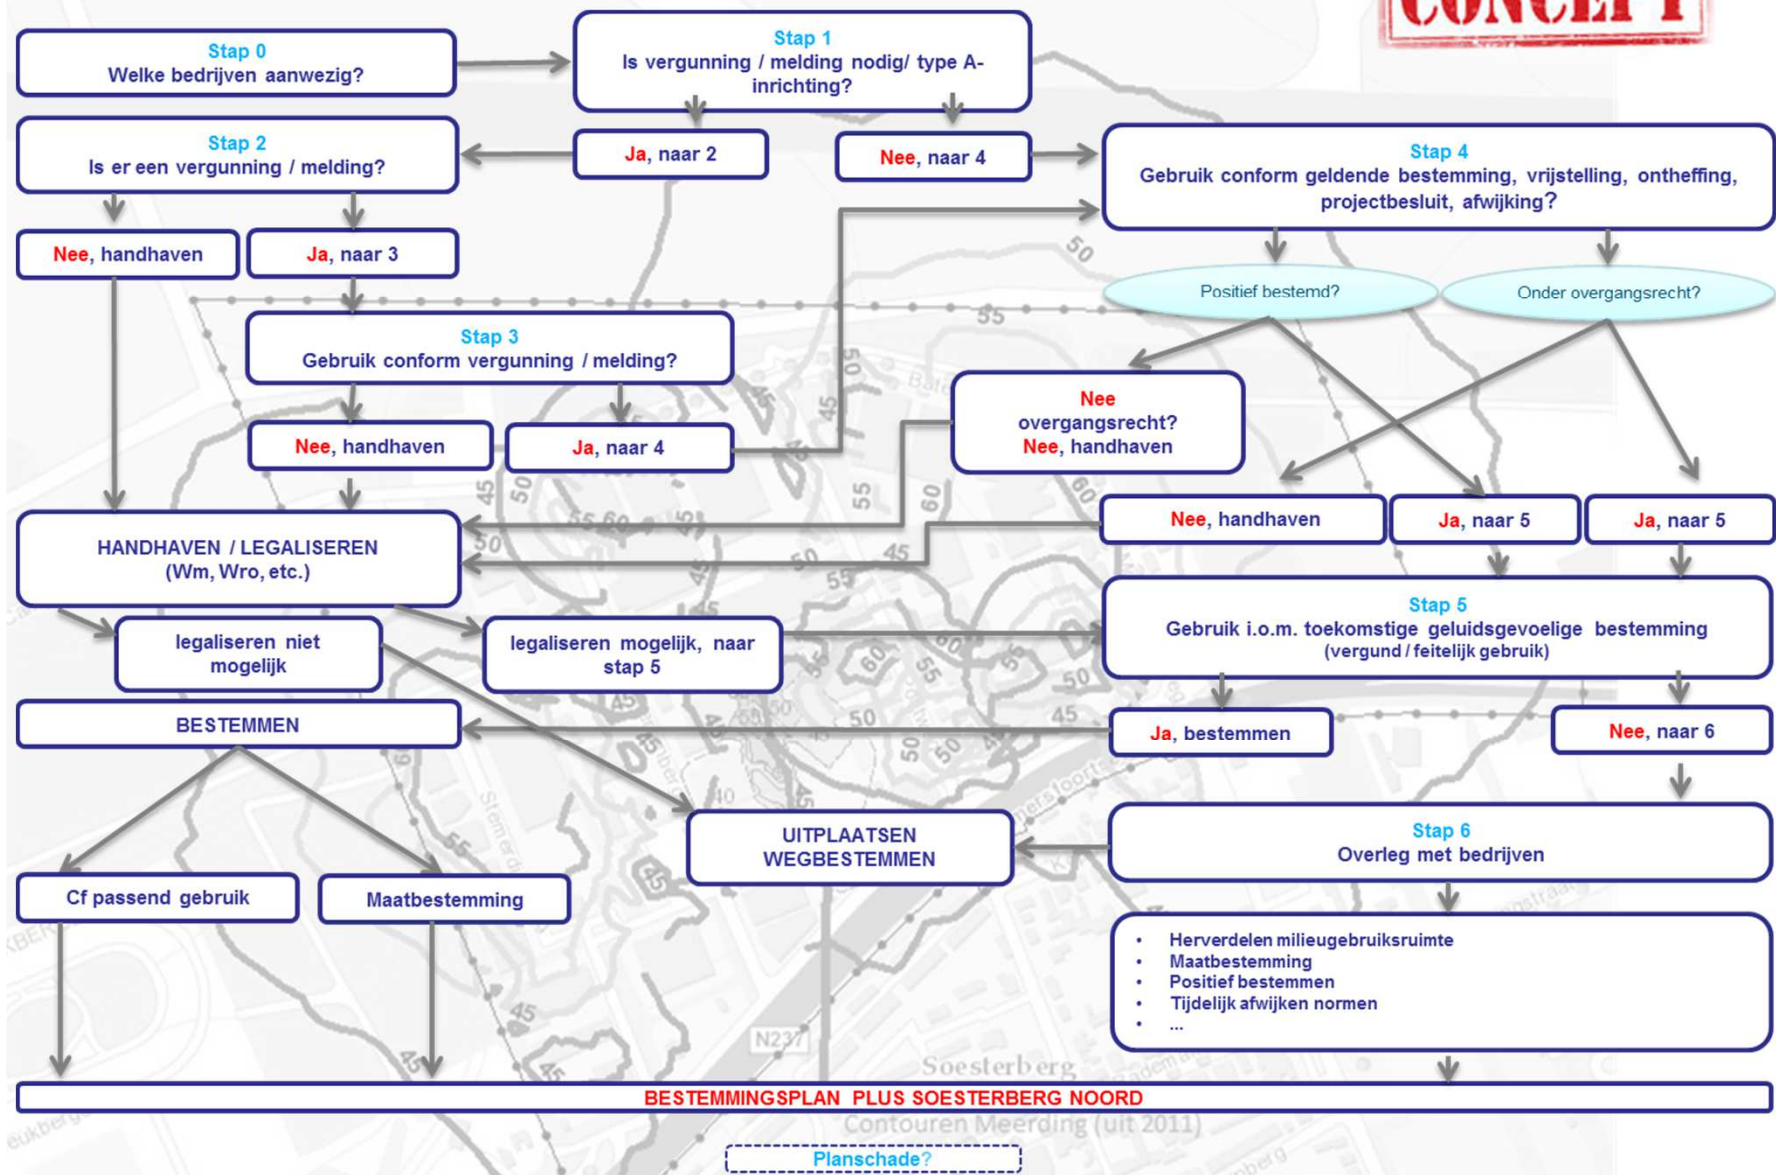 CONCEPT
Stap 0
Welke bedrijven aanwezig?
Stap 1
Is vergunning / melding nodig/ type A-
inrichting?
Stap 2
Is er een vergunning / melding?
Ja, naar 2
Nee, naar 4
Stap 4
Gebruik conform geldende bestemming, vrijstelling, ontheffing,
projectbesluit, afwijking?
Nee, handhaven
Ja, naar 3
Positief bestemd?
Onder overgangsrecht?
Stap 3
Gebruik conform vergunning / melding?
Nee, handhaven
Ja, naar 4
Nee
overgangsrecht?
Nee, handhaven
Nee, handhaven
Ja, naar 5
Ja, naar 5
HANDHAVEN / LEGALISEREN
(Wm, Wro, etc.)
legaliseren niet
mogelijk
legaliseren mogelijk, naar
stap 5
Stap 5
Gebruik i.o.m. toekomstige geluidsgevoelige bestemming
(vergund / feitelijk gebruik)
BESTEMMEN
Ja, bestemmen
Nee, naar 6
UITPLAATSEN
WEGBESTEMMEN
Stap 6
Overleg met bedrijven
Cf passend gebruik
Maatbestemming
• Herverdelen milieugebruiksruimte
• Maatbestemming
• Positief bestemmen
• Tijdelijk afwijken normen
• ...
N237
Soesterberg
BESTEMMINGSPLAN PLUS SOESTERBERG NOORD
Contouren Meerding (uit 2011)
Planschade?